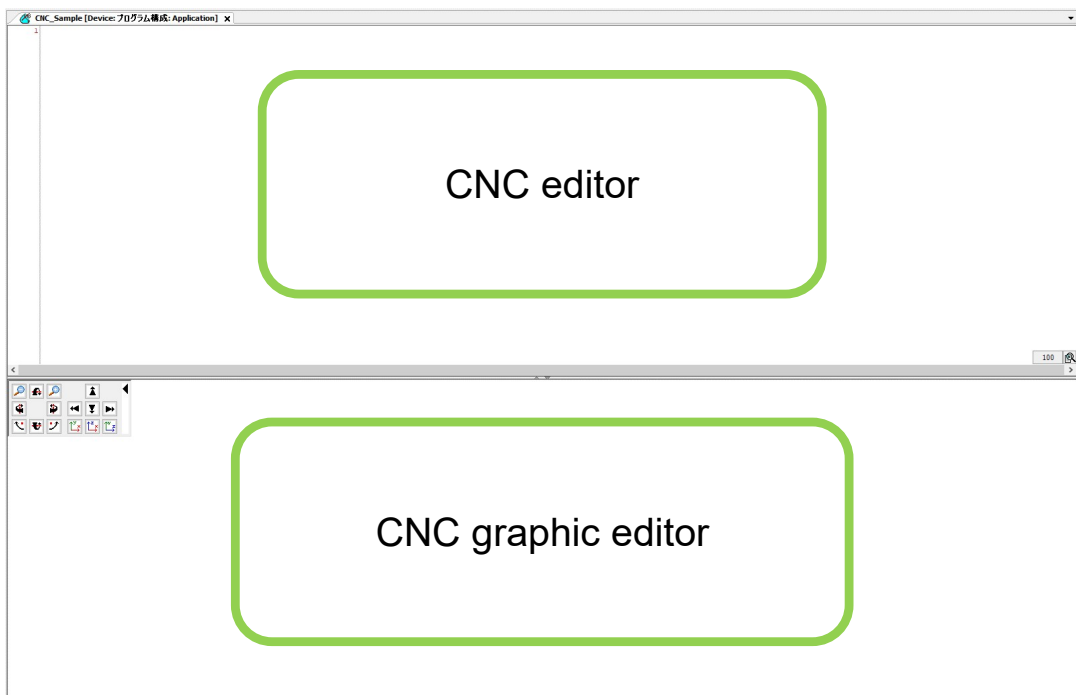 CNC_Sample [Device: プログラム構成: Application] x
1
CNC editor
100
CNC graphic editor